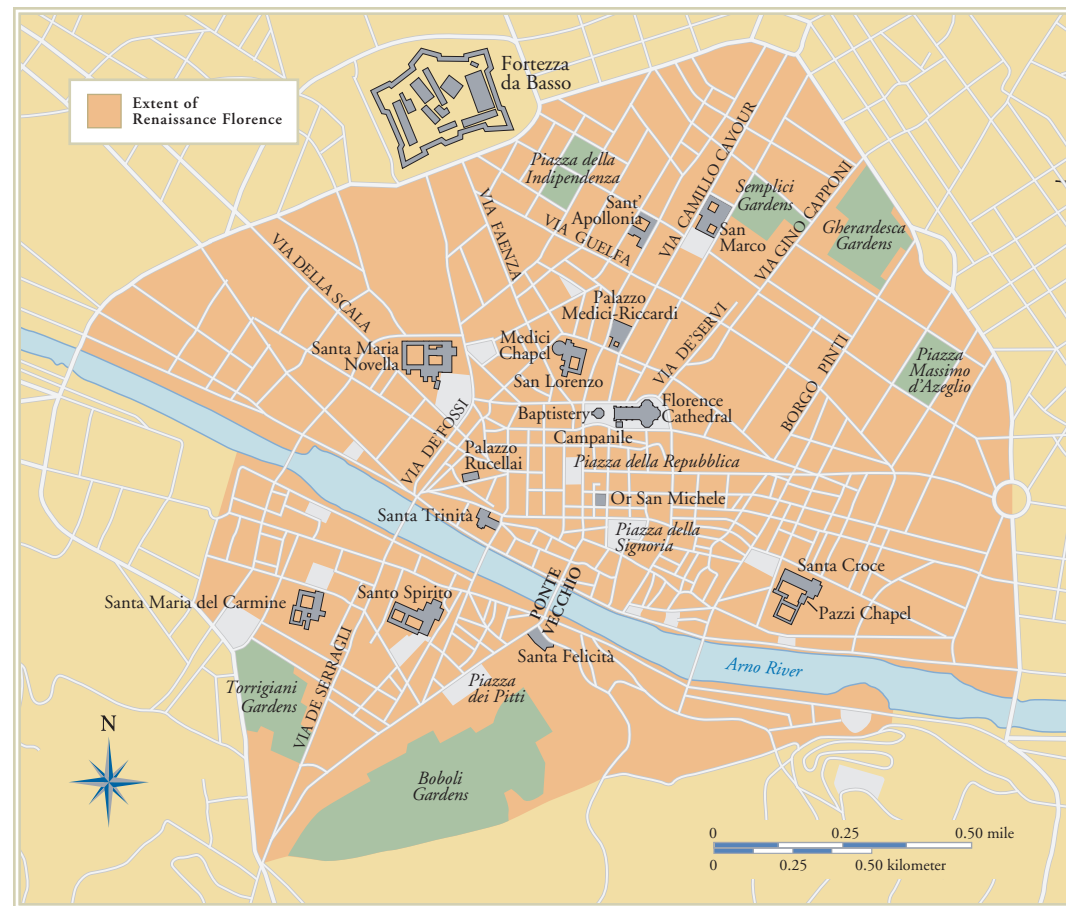 Fortezza
da Basso
Extent of
Renaissance Florence
Piazza della
Indipendenza
VIA CAMILLO CAVOUR
Semplici
Gardens
VIA GINO CAPPONI
Gherardesca
Gardens
Sant'
Apollonia
VIA GUELFA
San
Marco
VIA FAENZA
VIA DELLA SCALA
Palazzo
Medici-Riccardi
Medici
Chapel
San Lorenzo
Santa Maria
Novella
VIA DE'SERVI
BORGO PINTI
Piazza
Massimo
d'Azeglio
Baptistery
Florence
Cathedral
Campanile
VIA DE'FOSSI
Palazzo
Rucellai
Piazza della Repubblica
Or San Michele
Santa Trinità
Piazza della
Signoria
PONTE
VECCHIO
Santa Croce
Pazzi Chapel
Santa Maria del Carmine
Santo Spirito
Santa Felicità
Arno River
VIA DE SERRAGLI
Torrigiani
Gardens
Piazza
dei Pitti
Boboli
Gardens
N
0 0.25 0.50 mile
0 0.25 0.50 kilometer